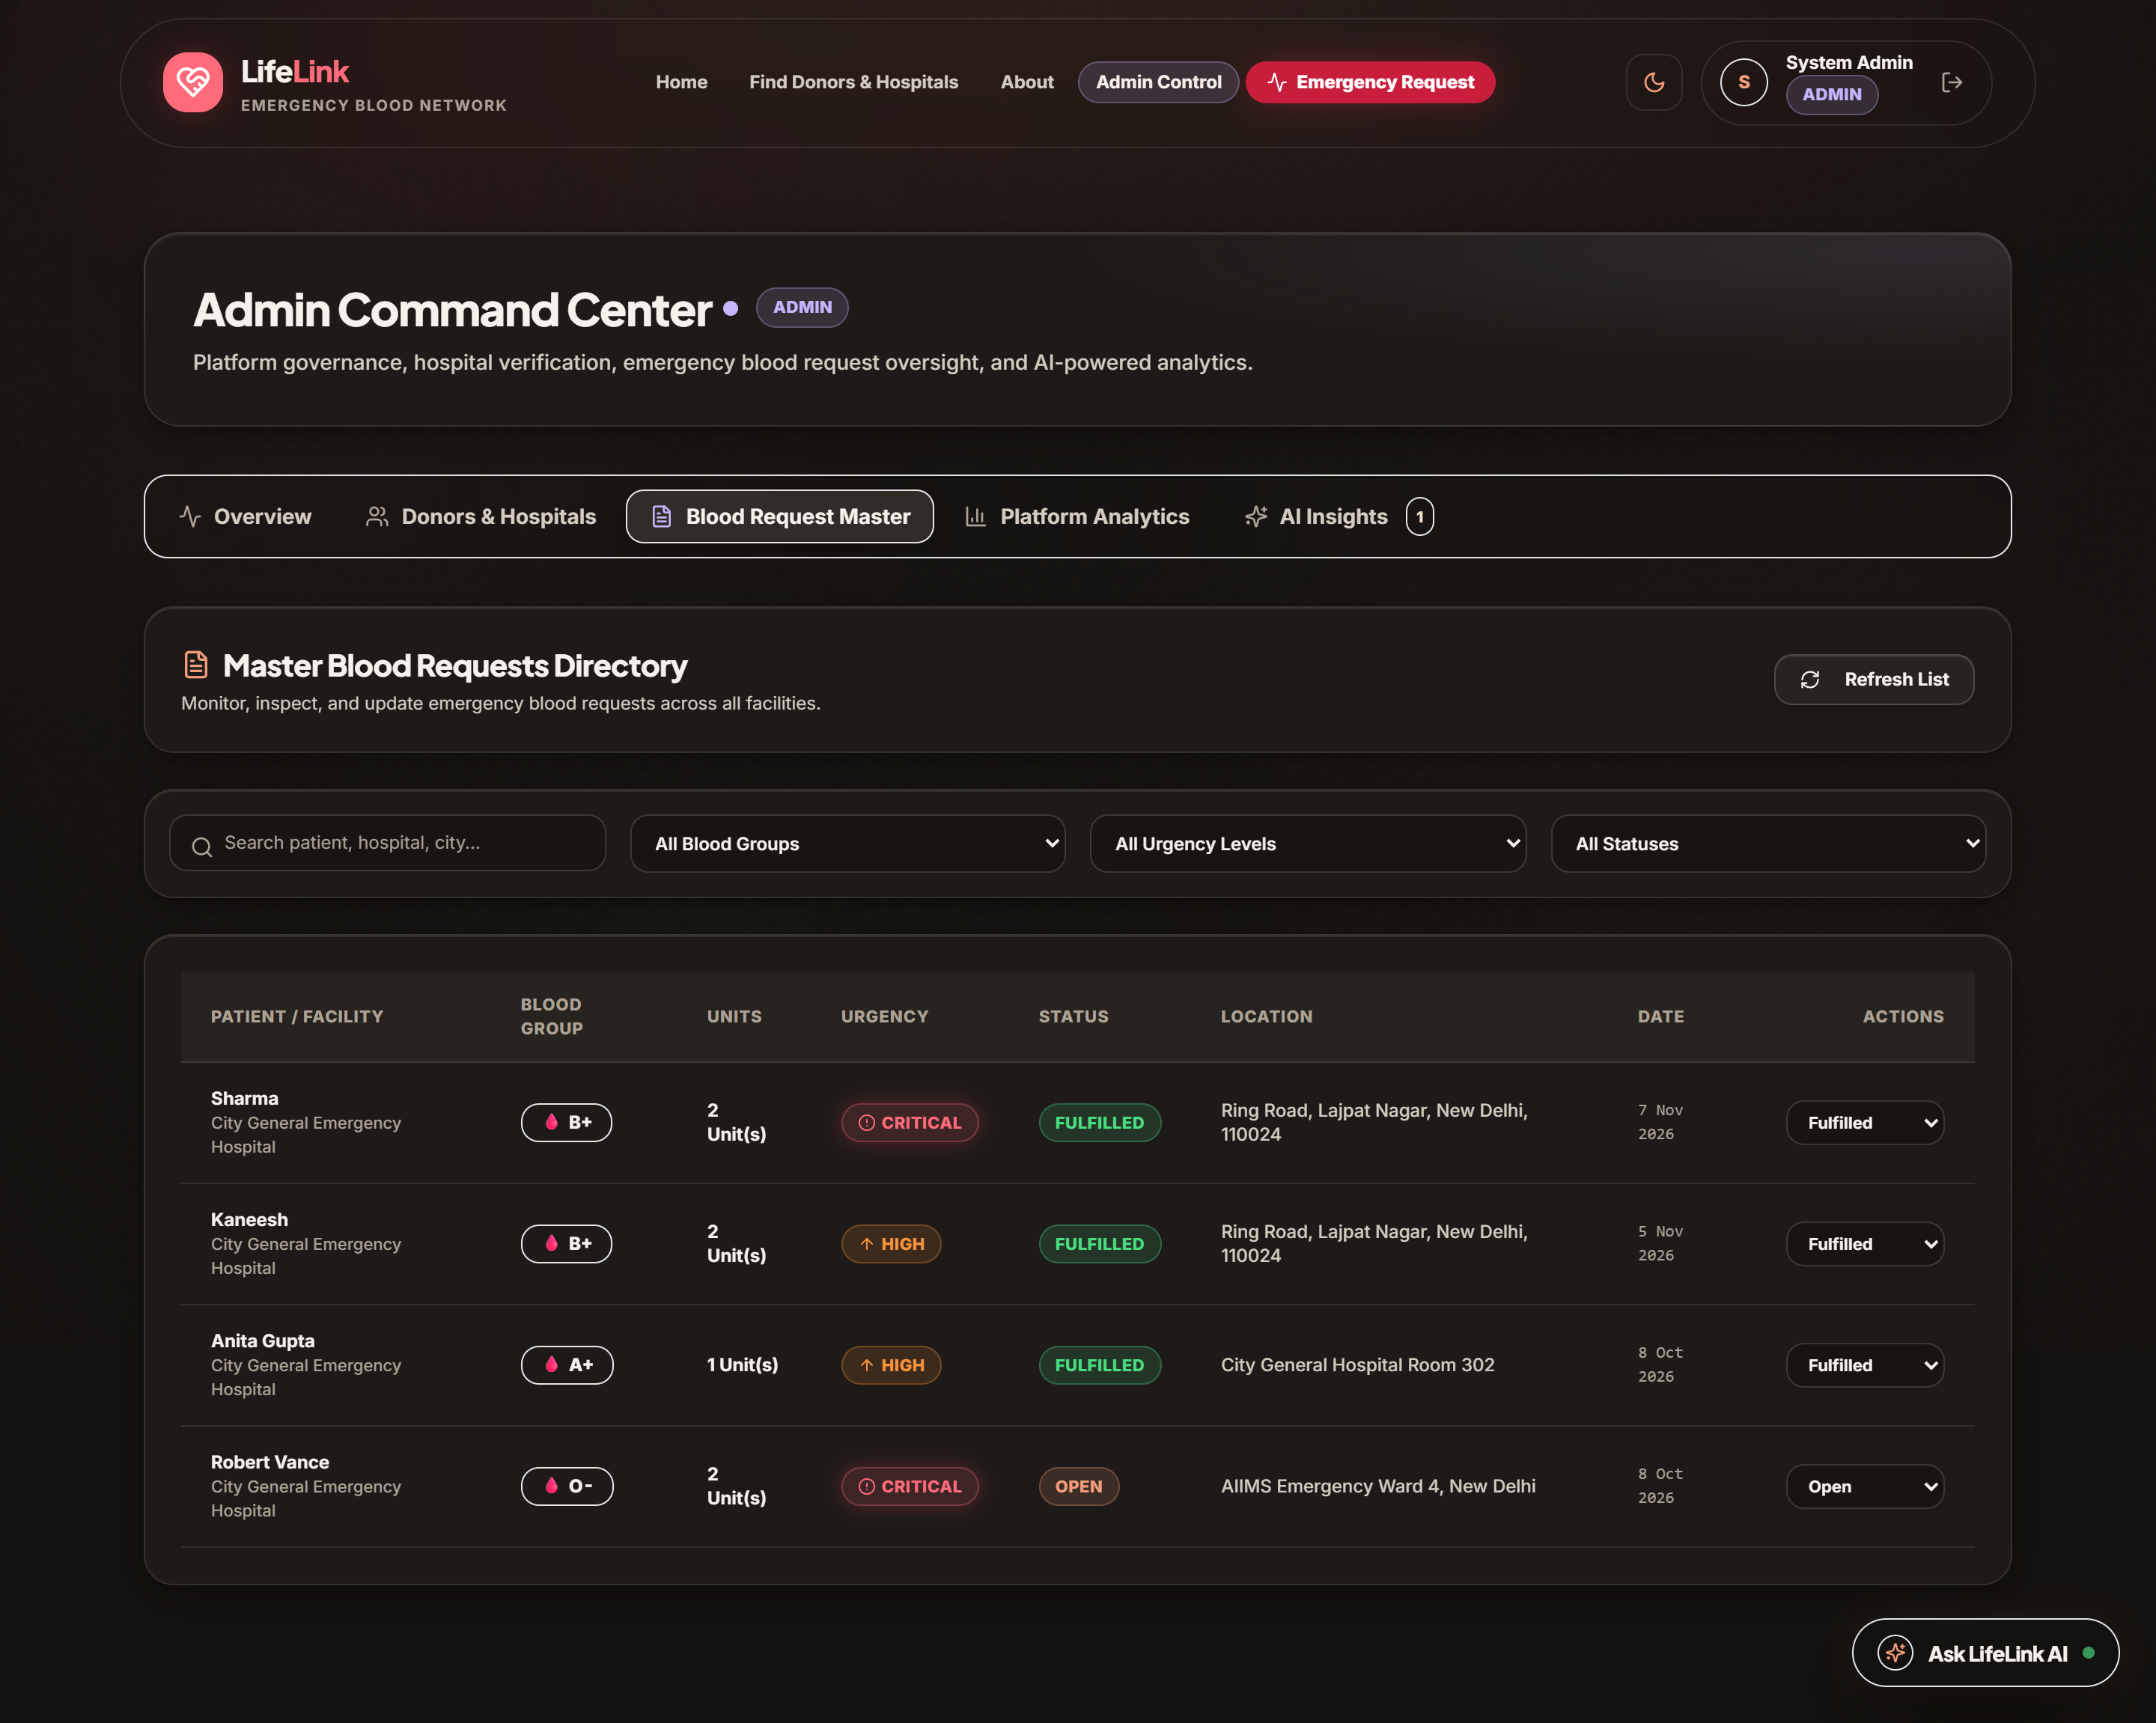 LifeLink
EMERGENCY BLOOD NETWORK
Home
Find Donors & Hospitals
About
Admin Control
Emergency Request
S
System Admin
ADMIN
Admin Command Center
ADMIN
Platform governance, hospital verification, emergency blood request oversight, and AI-powered analytics.
Overview
Donors & Hospitals
Blood Request Master
Platform Analytics
AI Insights
1
Master Blood Requests Directory
Monitor, inspect, and update emergency blood requests across all facilities.
Refresh List
Search patient, hospital, city...
All Blood Groups
All Urgency Levels
All Statuses
PATIENT / FACILITY
BLOOD
GROUP
UNITS
URGENCY
STATUS
LOCATION
DATE
ACTIONS
Sharma
City General Emergency
Hospital
B+
2
Unit(s)
CRITICAL
FULFILLED
Ring Road, Lajpat Nagar, New Delhi,
110024
7 Nov
2026
Fulfilled
Kaneesh
City General Emergency
Hospital
B+
2
Unit(s)
HIGH
FULFILLED
Ring Road, Lajpat Nagar, New Delhi,
110024
5 Nov
2026
Fulfilled
Anita Gupta
City General Emergency
Hospital
A+
1 Unit(s)
HIGH
FULFILLED
City General Hospital Room 302
8 Oct
2026
Fulfilled
Robert Vance
City General Emergency
Hospital
O-
2
Unit(s)
CRITICAL
OPEN
AIIMS Emergency Ward 4, New Delhi
8 Oct
2026
Open
Ask LifeLink AI